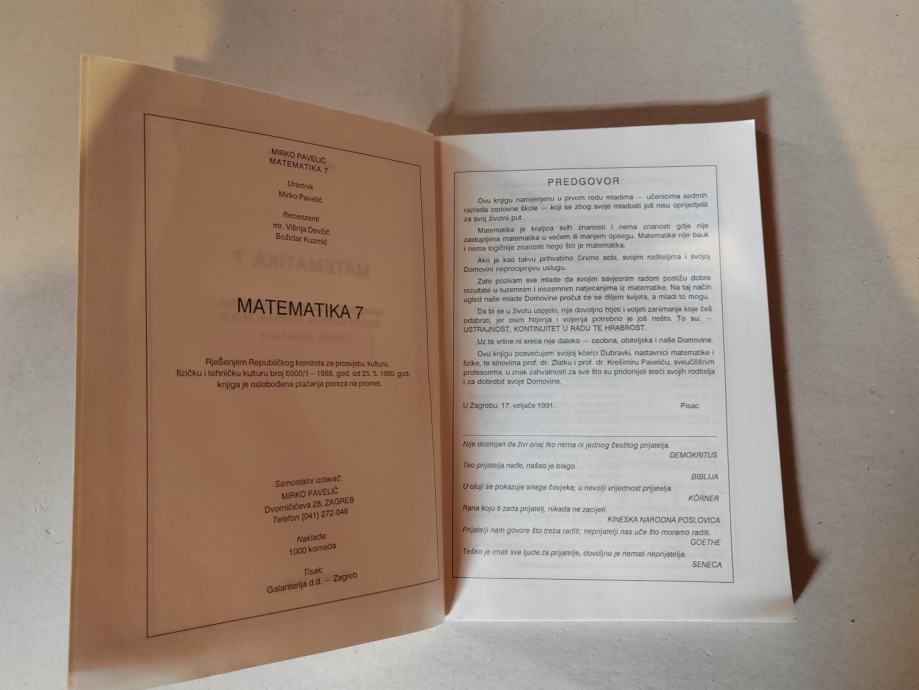 MIRKO PAVELIĆ
MATEMATIKA 7
Urednik
Mirko Pavelić
Recenzenti
mr. Višnja Devčić
Božidar Kuzmić
MATEMATIKA 7
RjeŠenjem Republičkog komiteta za prosvjetu, kulturu,
fizičku i tehničku kulturu broj 6900/1 – 1988. god. od 25. 5. 1980. god.
knjiga je oslobođena plaćanja poreza na promet.
Samostalni izdavač:
MIRKO PAVELIĆ
Dvorničićeva 28, ZAGREB
Telefon (041) 272-046
Naklada:
1000 komada
Tisak:
Galanterija d.d. — Zagreb
PREDGOVOR
Ovu knjigu namijenjenu u prvom redu mladima — učenicima sedmih
razreda osnovne škole — koji se zbog svoje mladosti još nisu oprijedjelili
za svoj životni put.
Matematika je kraljica svih znanosti i nema znanosti gdje nije
zastupljena matematika u većem ili manjem opsegu. Matematika nije bauk
i nema logičnije znanosti nego što je matematika.
Ako je kao takvu prihvatimo činimo sebi, svojim roditeljima i svojoj
Domovini neprocjenjivu uslugu.
Zato pozivam sve mlade da svojim savjesnim radom postižu dobre
rezultate u tuzemnim i inozemnim natjecanjima iz matematike. Na taj način
ugled naše mlade Domovine pročut će se diljem svijeta, a mladi to mogu.
Da bi se u životu uspjelo, nije dovoljno htjeti i voljeti zanimanje koje ćeš
odabrati, jer osim htijenja i voljenja potrebno je još nešto. To su: –
USTRAJNOST, KONTINUITET U RADU TE HRABROST.
Uz te vrline ni sreća nije daleko – osobna, obiteljska i naše Domovine.
Ovu knjigu posvećujem svojoj kćerci Dubravki, nastavnici matematike i
fizike, te sinovima prof. dr. Zlatku i prof. dr. Krešimiru Paveliću, sveučilišnim
profesorima, u znak zahvalnosti za sve što su pridonijeli sreći svojih roditelja
i za dobrobit svoje Domovine.
U Zagrebu, 17. veljače 1991. Pisac
Nije dostojan da živi onaj tko nema ni jednog čestitog prijatelja.
DEMOKRITUS
Tko prijatelja nađe, našao je blago.
BIBLIJA
U oluji se pokazuje snaga čovjeka; u nevolji vrijednost prijatelja.
KÖRNER
Rana koju ti zada prijatelj, nikada ne zacijeli.
KINESKA NARODNA POSLOVICA
Prijatelji nam govore što treba raditi; neprijatelji nas uče što moramo raditi.
GOETHE
Teško je imati sve ljude za prijatelje, dovoljno je nemati neprijatelja.
SENECA